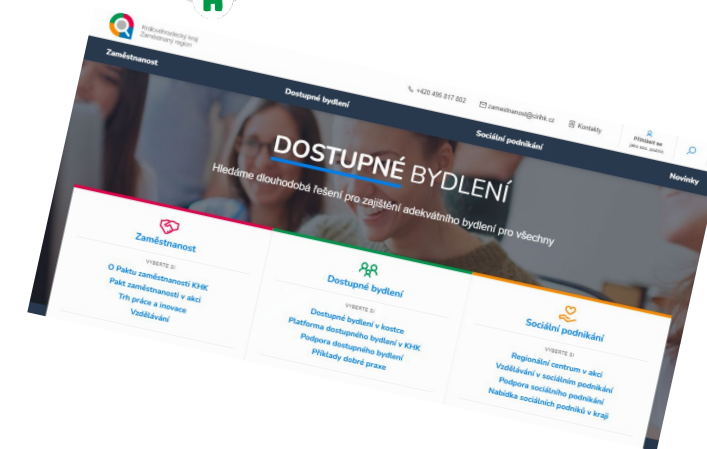 Královéhradecký kraj
Zaměstnaný region
+420 495 817 802
zamestnanost@cirihk.cz
Kontakty
Přihlásit se
Zaměstnanost
Dostupné bydlení
Sociální podnikání
Novinky
DOSTUPNÉ BYDLENÍ
Hledáme dlouhodobá řešení pro zajištění adekvátního bydlení pro všechny
Zaměstnanost
VYBERTE SI
O Paktu zaměstnanosti KHK
Pakt zaměstnanosti v akci
Trh práce a inovace
Vzdělávání
Dostupné bydlení
VYBERTE SI
Dostupné bydlení v kostce
Platforma dostupného bydlení v KHK
Podpora dostupného bydlení
Příklady dobré praxe
Sociální podnikání
VYBERTE SI
Regionální centrum v akci
Vzdělávání v sociálním podnikání
Podpora sociálního podnikání
Nabídka sociálních podniků v kraji